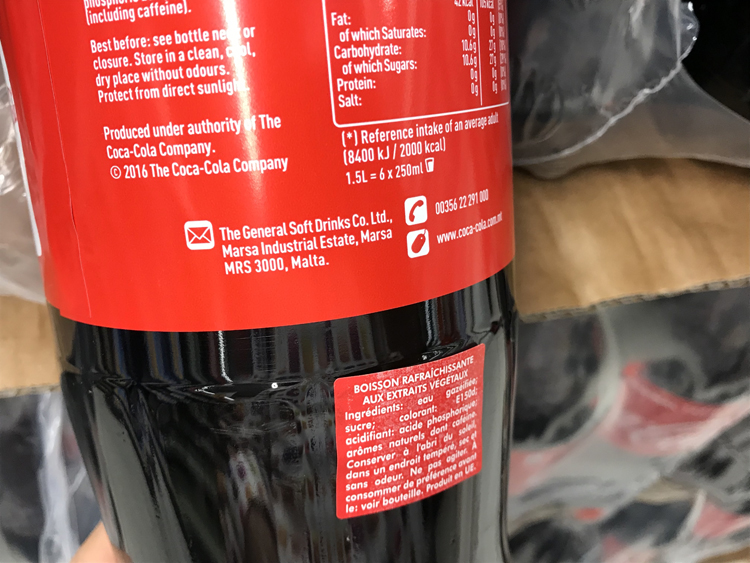 (including caffeine).
Best before: see bottle neck or
closure. Store in a clean, cool,
dry place without odours.
Protect from direct sunlight.
Produced under authority of The
Coca-Cola Company.
© 2016 The Coca-Cola Company
Fat: 0g 0g
of which Saturates: 0g 0g
Carbohydrate: 10.6g 27g
of which Sugars: 10.6g 27g
Protein: 0g 0g
Salt: 0g 0g
(*) Reference intake of an average adult
(8400 kJ / 2000 kcal)
1.5L = 6 x 250ml
The General Soft Drinks Co. Ltd.,
Marsa Industrial Estate, Marsa
MRS 3000, Malta.
00356 22 291 000
www.coca-cola.com.mt
BOISSON RAFRAÎCHISSANTE
AUX EXTRAITS VÉGÉTAUX
Ingrédients: eau gazéifiée;
sucre; colorant: E150d;
acidifiant: acide phosphorique;
arômes naturels dont caféine.
Conserver à l'abri du soleil,
dans un endroit tempéré, sec et
sans odeur. Ne pas agiter. A
consommer de préférence avant
le: voir bouteille. Produit en UE.